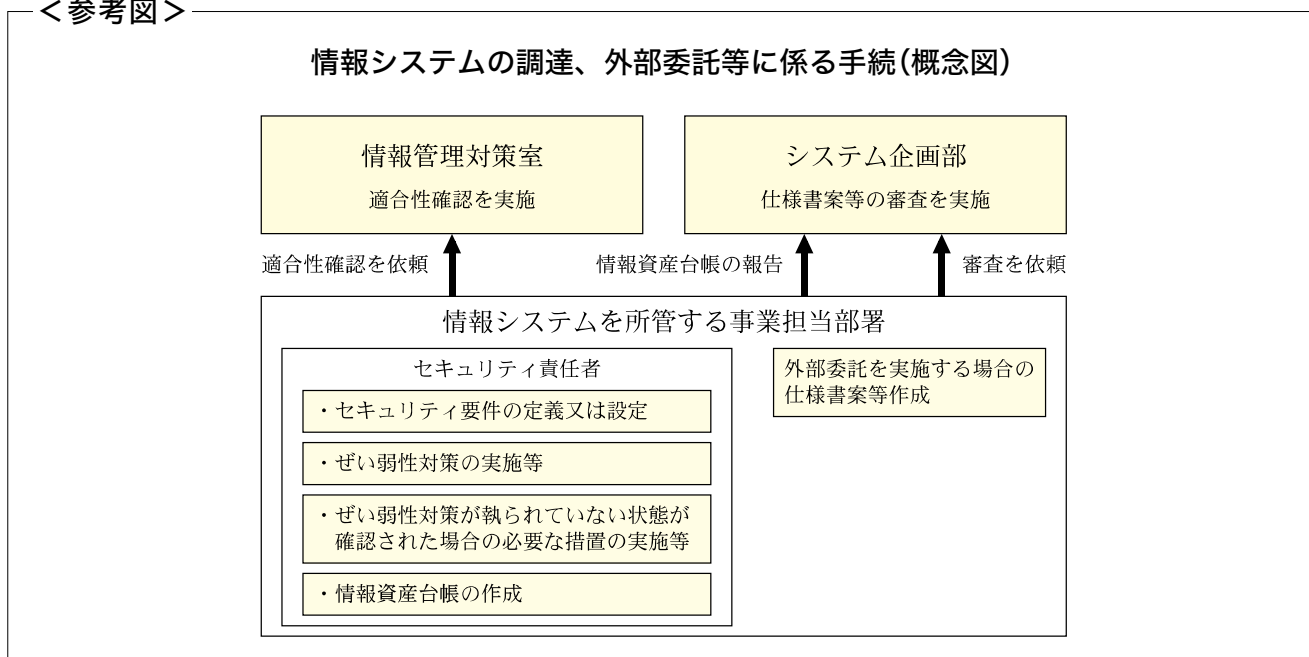 ＜参考図＞
情報システムの調達、外部委託等に係る手続（概念図）
情報管理対策室
適合性確認を実施
システム企画部
仕様書案等の審査を実施
適合性確認を依頼
情報資産台帳の報告
審査を依頼
情報システムを所管する事業担当部署
セキュリティ責任者
・セキュリティ要件の定義又は設定
・ぜい弱性対策の実施等
・ぜい弱性対策が執られていない状態が
確認された場合の必要な措置の実施等
・情報資産台帳の作成
外部委託を実施する場合の
仕様書案等作成